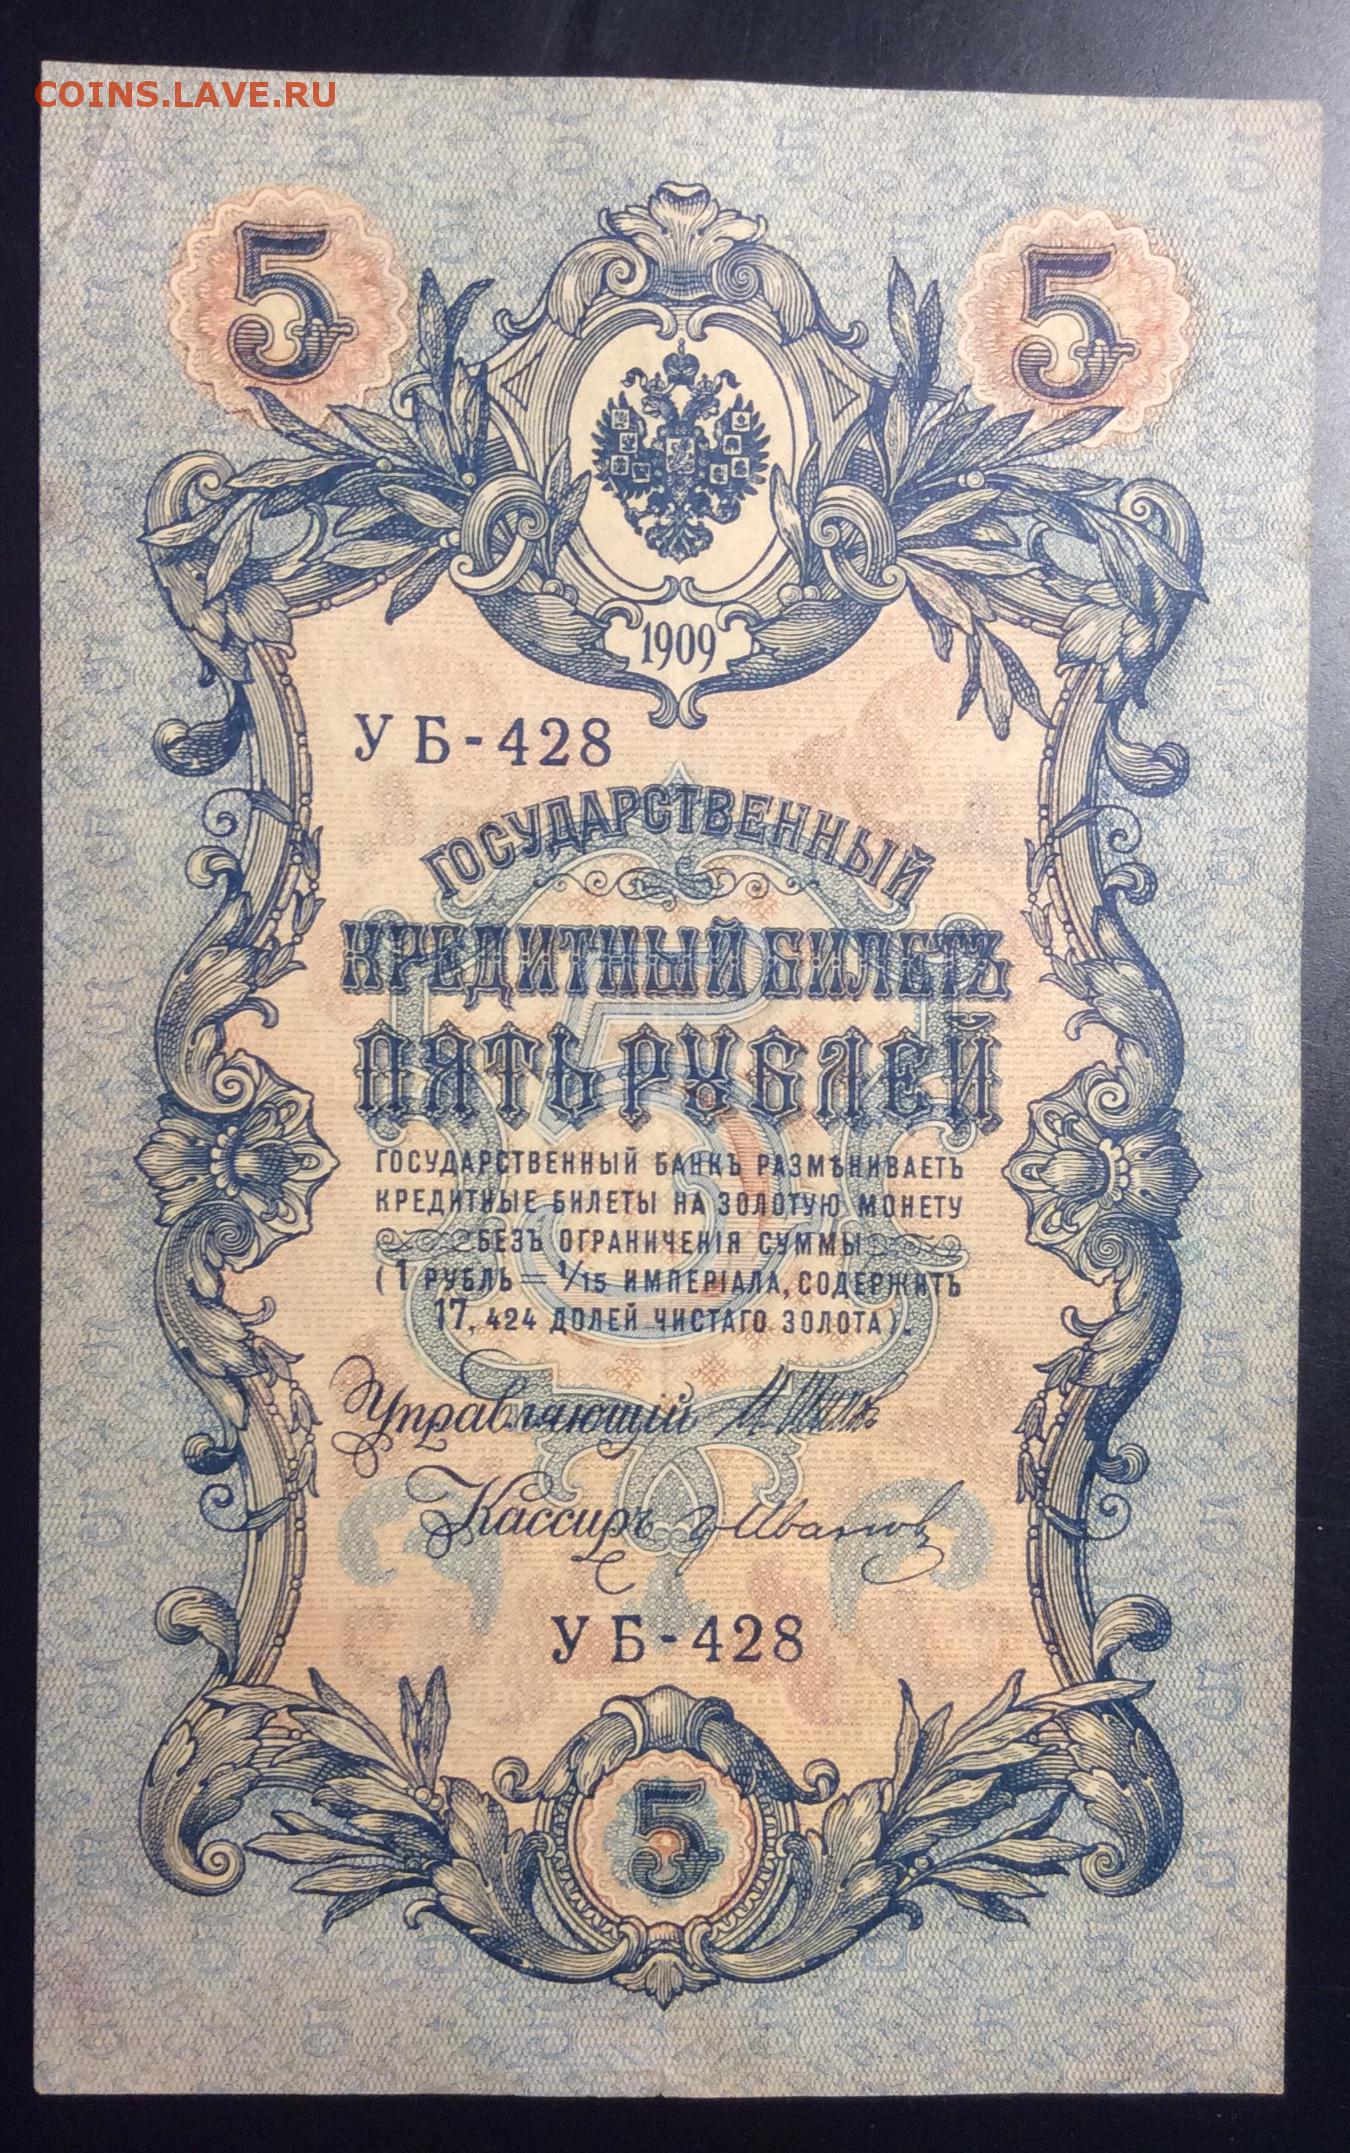 COINS.LAVE.RU
5 5
1909
УБ-428
ГОСУДАРСТВЕННЫЙ
КРЕДИТНЫЙ БИЛЕТЪ
ПЯТЬ РУБЛЕЙ
ГОСУДАРСТВЕННЫЙ БАНКЪ РАЗМѢНИВАЕТЪ
КРЕДИТНЫЕ БИЛЕТЫ НА ЗОЛОТУЮ МОНЕТУ
БЕЗЪ ОГРАНИЧЕНІЯ СУММЫ
(1 РУБЛЬ = 1/15 ИМПЕРІАЛА, СОДЕРЖИТЪ
17,424 ДОЛЕЙ ЧИСТАГО ЗОЛОТА).
Управляющій
Кассиръ Иванов
УБ-428
5